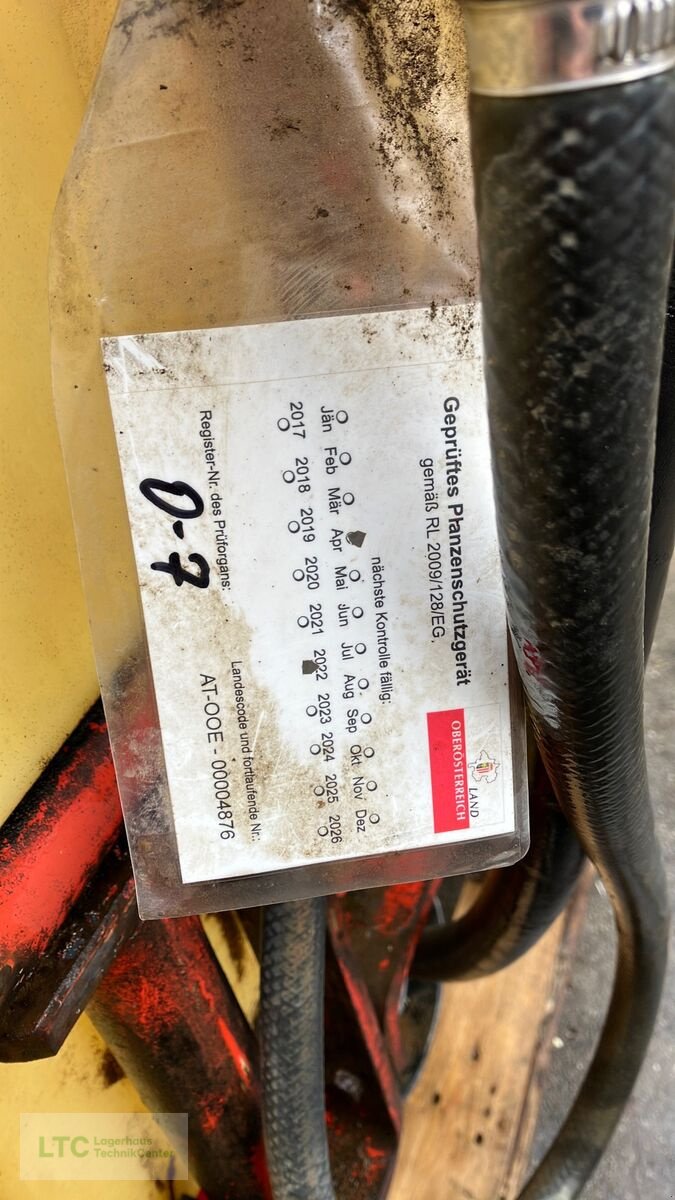 Geprüftes Pflanzenschutzgerät
gemäß RL 2009/128/EG.
LAND
OBERÖSTERREICH
nächste Kontrolle fällig:
Jän Feb Mär Apr Mai Jun Jul Aug Sep Okt Nov Dez
2017 2018 2019 2020 2021 2022 2023 2024 2025 2026
Register-Nr. des Prüforgans:
0-7
Landescode und fortlaufende Nr.:
AT-OOE - 00004876
LTC Lagerhaus
TechnikCenter